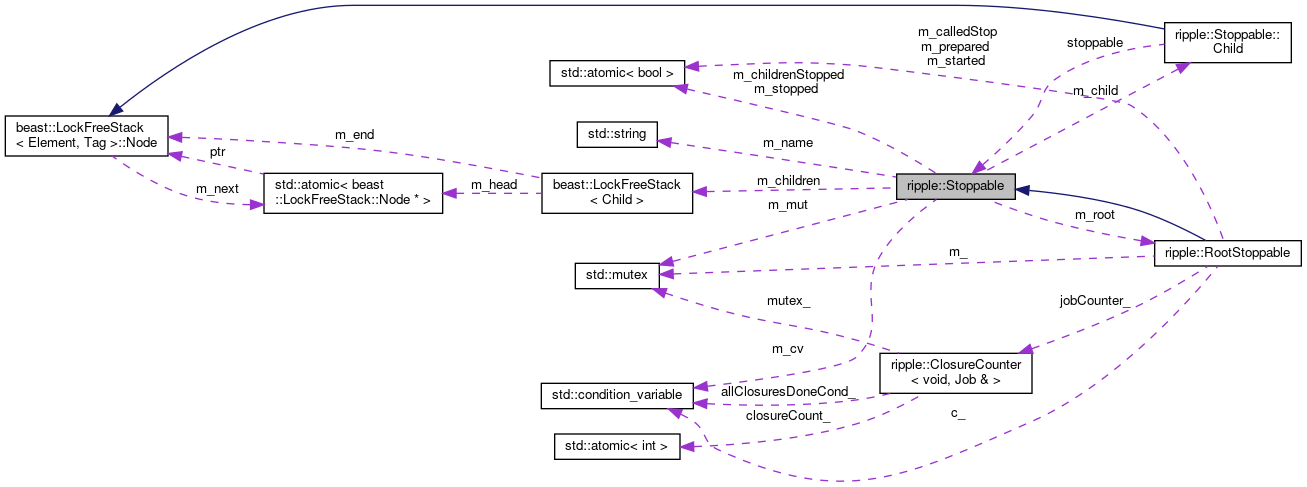 m_calledStop
m_prepared
m_started
stoppable
ripple::Stoppable::
Child
std::atomic< bool >
m_childrenStopped
m_stopped
m_child
beast::LockFreeStack
< Element, Tag >::Node
std::string
m_name
m_end
ptr
m_next
std::atomic< beast
::LockFreeStack::Node * >
m_head
beast::LockFreeStack
< Child >
m_children
ripple::Stoppable
m_mut
m_root
ripple::RootStoppable
std::mutex
m_
mutex_
jobCounter_
m_cv
ripple::ClosureCounter
< void, Job & >
std::condition_variable
allClosuresDoneCond_
closureCount_
c_
std::atomic< int >